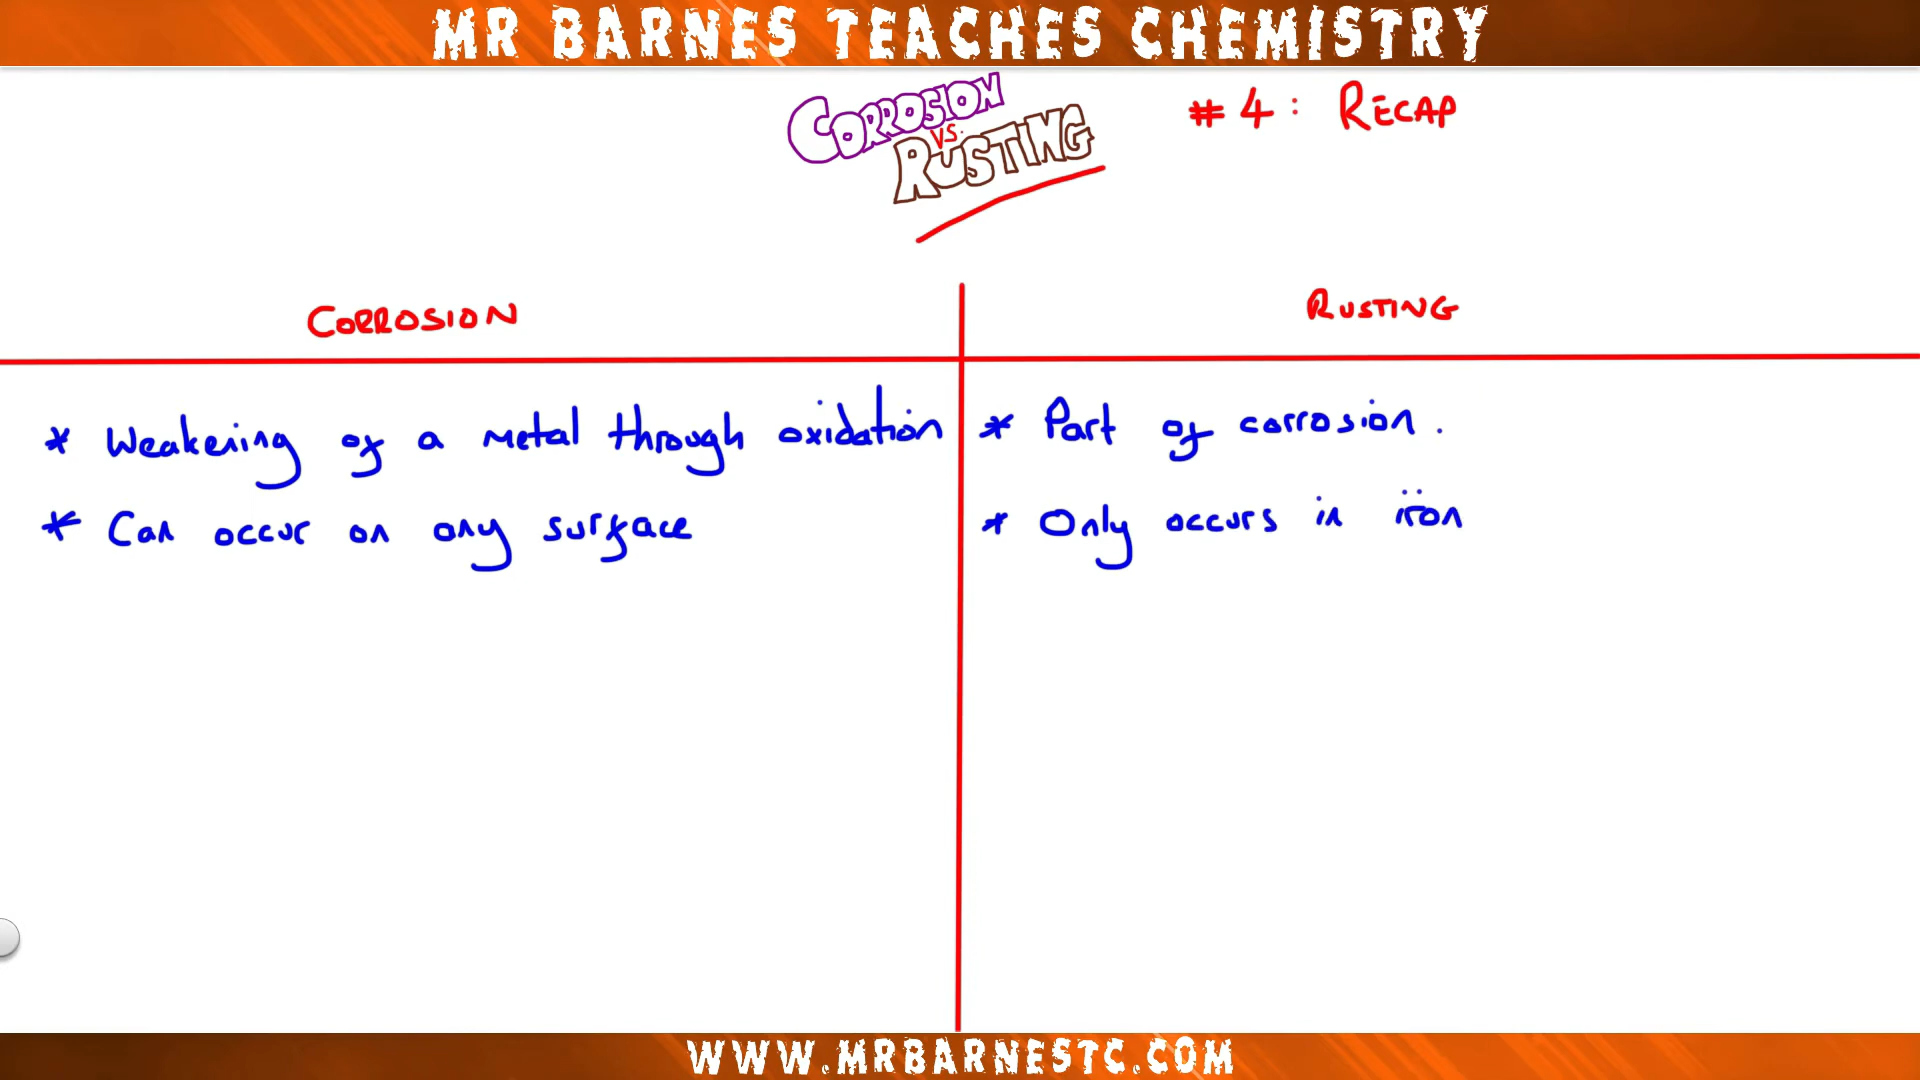 MR BARNES TEACHES CHEMISTRY
CORROSION
VS.
RUSTING
#4: RECAP
CORROSION
RUSTING
* Weakening of a metal through oxidation
* Can occur on any surface
* Part of corrosion.
* Only occurs in iron
WWW.MRBARNESTC.COM